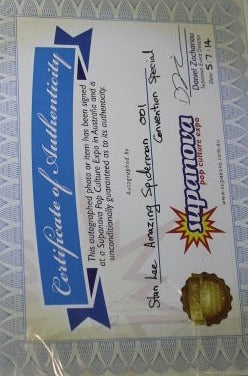 Certificate of Authenticity
This autographed photo or item has been signed
at a Supanova Pop Culture Expo in Australia and is
unconditionally guaranteed as to its authenticity.
Autographed by
Stan Lee Amazing Spiderman 001
Convention Special
supanova
pop culture expo
www.supanova.com.au
Daniel Zachariou
Supanova Event Director
Date: 5.7.14